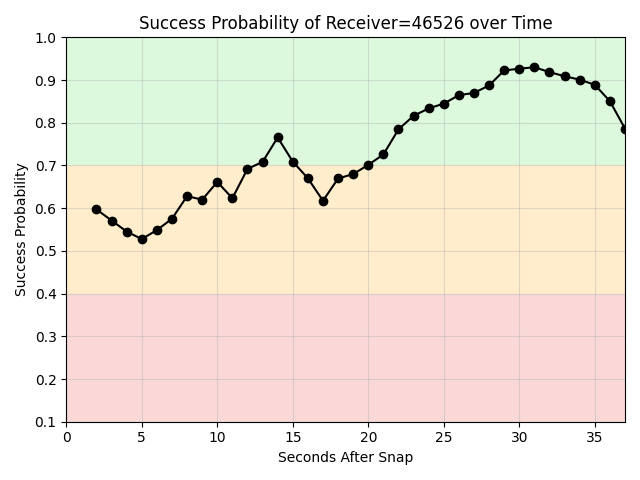 Success Probability of Receiver=46526 over Time
1.0
0.9
0.8
0.7
0.6
0.5
0.4
0.3
0.2
0.1
Success Probability
0 5 10 15 20 25 30 35
Seconds After Snap